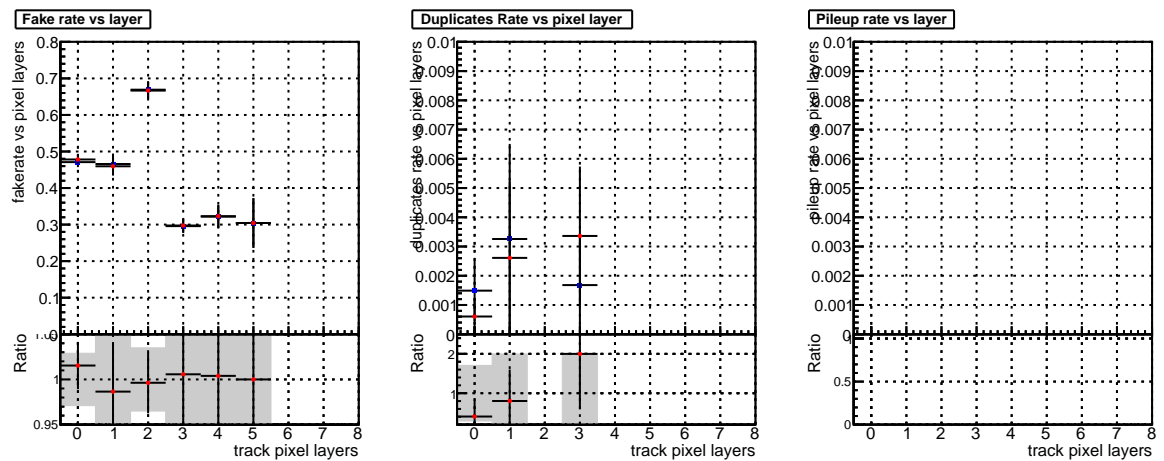 Fake rate vs layer
fakerate vs pixel layers
0.8
0.7
0.6
0.5
0.4
0.3
0.2
0.1
0
Ratio
1
0.95
0 1 2 3 4 5 6 7 8
track pixel layers
Duplicates Rate vs pixel layer
duplicates rate vs pixel layers
0.01
0.009
0.008
0.007
0.006
0.005
0.004
0.003
0.002
0.001
0
Ratio
2
1
0 1 2 3 4 5 6 7 8
track pixel layers
Pileup rate vs layer
pileup rate vs pixel layers
0.01
0.009
0.008
0.007
0.006
0.005
0.004
0.003
0.002
0.001
0
Ratio
1
0.5
0
0 1 2 3 4 5 6 7 8
track pixel layers